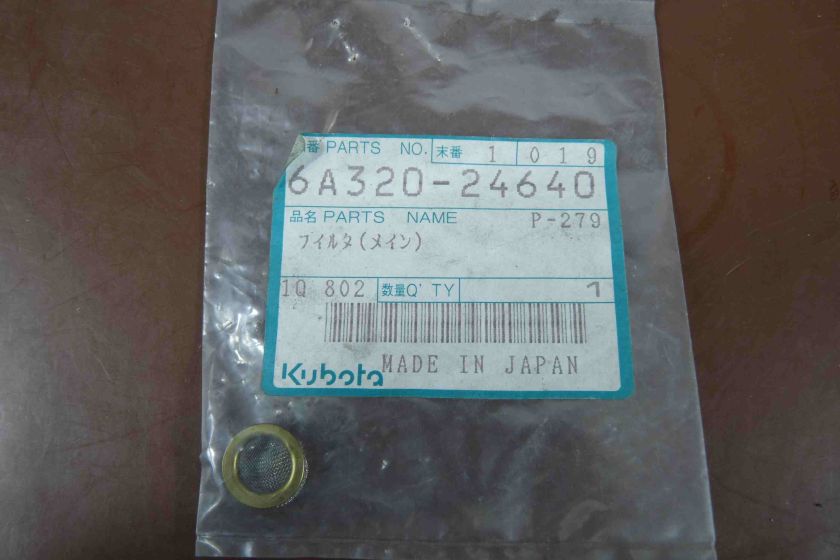 番 PARTS NO. 末番 1 019
6A320-24640
品名 PARTS NAME P-279
フイルタ(メイン)
1Q 802 数量Q'TY 1
Kubota MADE IN JAPAN